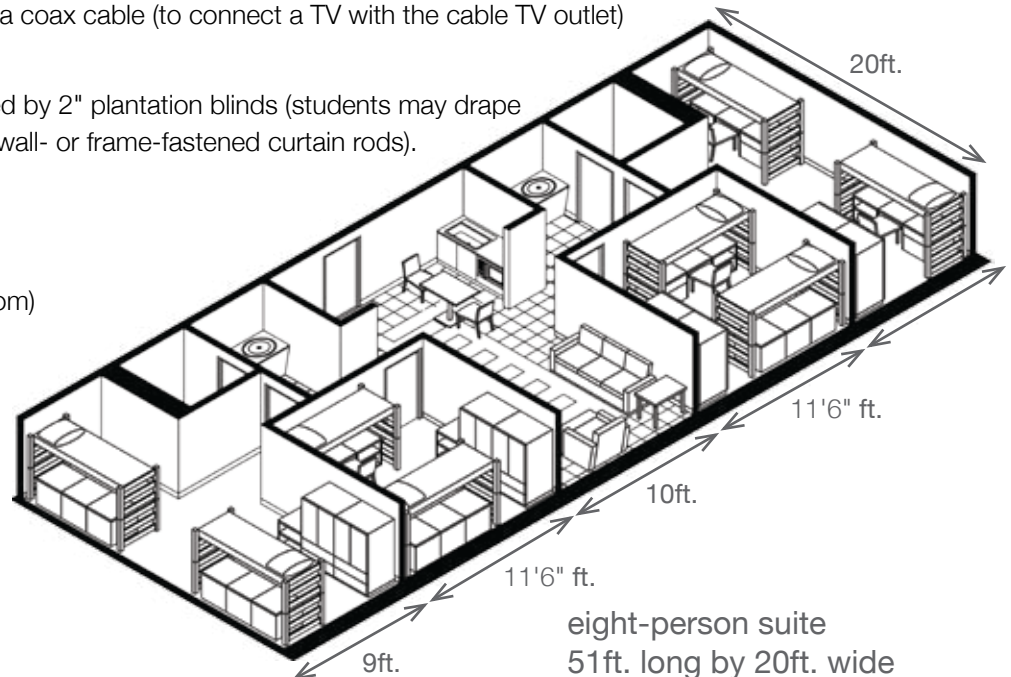 a coax cable (to connect a TV with the cable TV outlet)
20ft.
ed by 2" plantation blinds (students may drape
wall- or frame-fastened curtain rods).
om)
11'6" ft.
10ft.
11'6" ft.
9ft.
eight-person suite
51ft. long by 20ft. wide